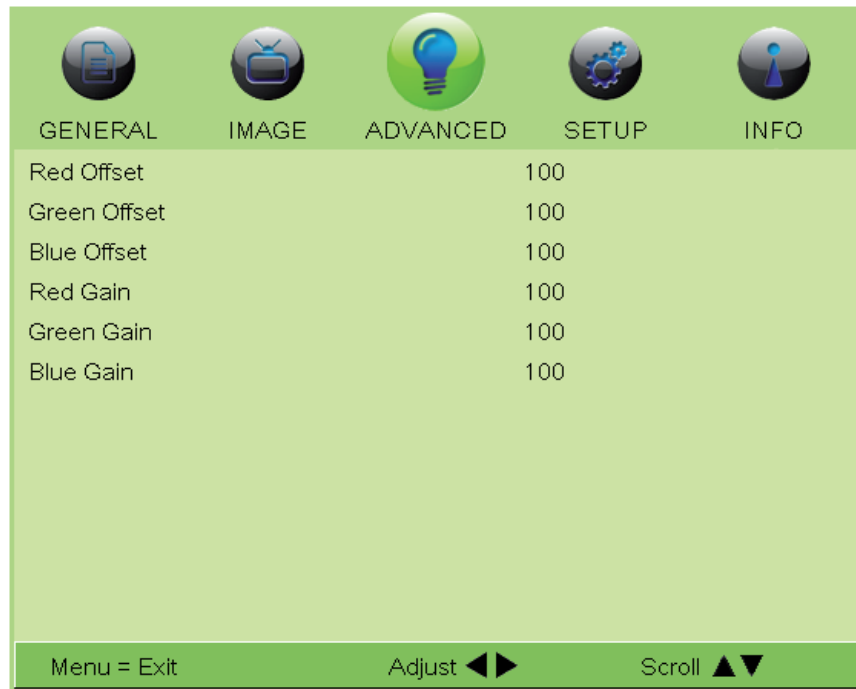 GENERAL IMAGE ADVANCED SETUP INFO
Red Offset 100
Green Offset 100
Blue Offset 100
Red Gain 100
Green Gain 100
Blue Gain 100
Menu = Exit Adjust ◀▶ Scroll ▲▼